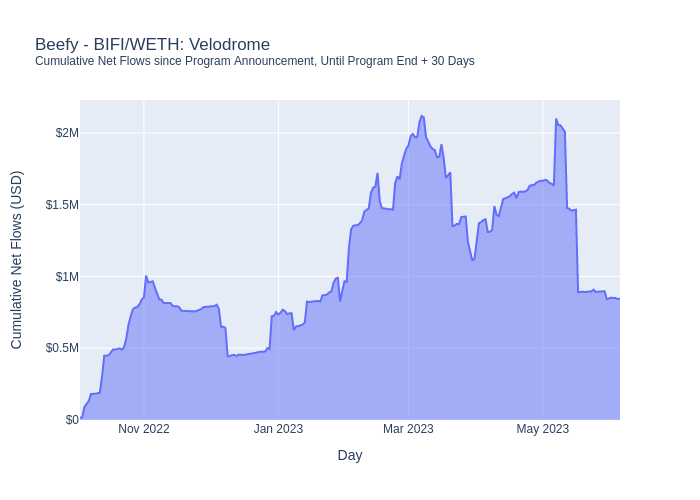 Beefy - BIFI/WETH: Velodrome
Cumulative Net Flows since Program Announcement, Until Program End + 30 Days
Cumulative Net Flows (USD)
$2M
$1.5M
$1M
$0.5M
$0
Nov 2022 Jan 2023 Mar 2023 May 2023
Day